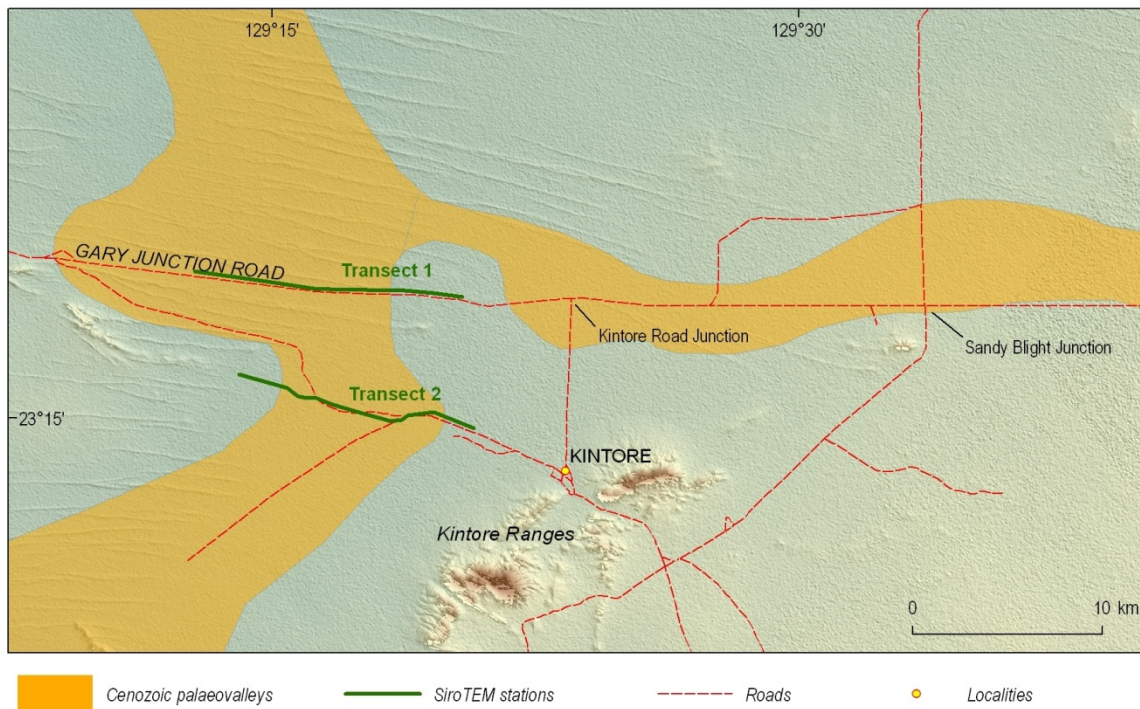 129°15'
129°30'
GARY JUNCTION ROAD
Transect 1
Kintore Road Junction
Sandy Blight Junction
Transect 2
23°15'
KINTORE
Kintore Ranges
0 10 km
Cenozoic palaeovalleys
SiroTEM stations
Roads
Localities